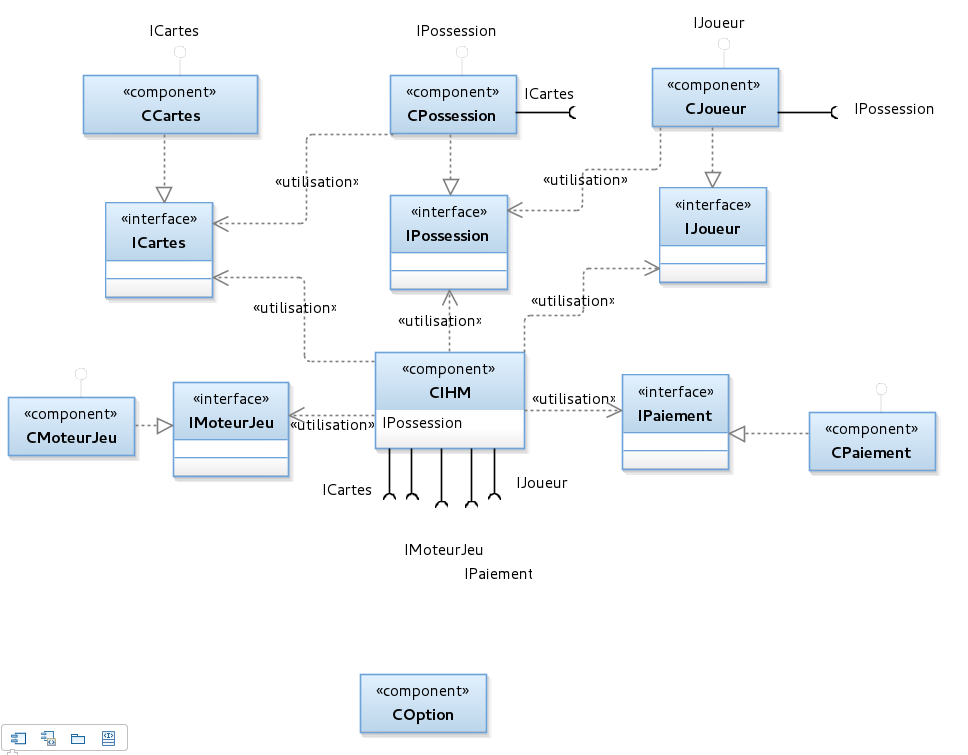 ICartes
IPossession
IJoueur
«component»
CCartes
«component»
CPossession
ICartes
«component»
CJoueur
IPossession
«utilisation»
«utilisation»
«interface»
ICartes
«interface»
IPossession
«interface»
IJoueur
«utilisation»
«utilisation»
«utilisation»
«component»
CIHM
IPossession
«component»
CMoteurJeu
«interface»
IMoteurJeu
«utilisation»
«utilisation»
«interface»
IPaiement
«component»
CPaiement
ICartes
IJoueur
IMoteurJeu
IPaiement
«component»
COption